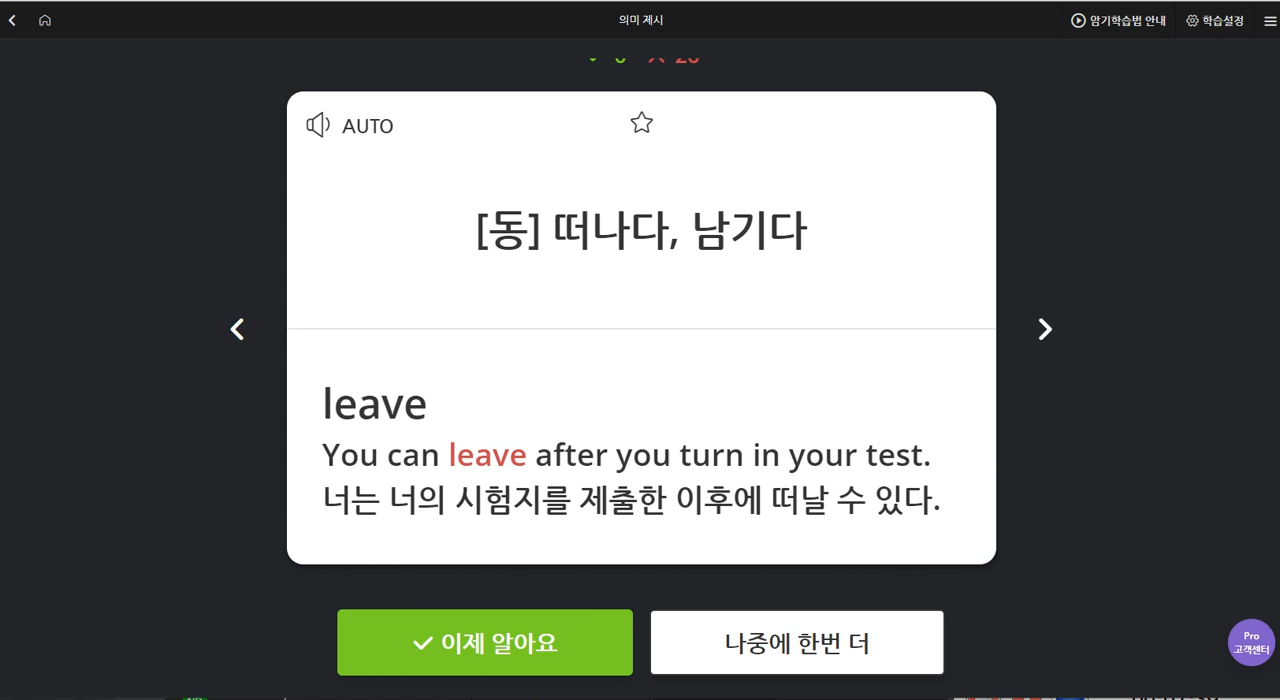 의미 제시
암기학습법 안내
학습설정
AUTO
[동] 떠나다, 남기다
leave
You can leave after you turn in your test.
너는 너의 시험지를 제출한 이후에 떠날 수 있다.
이제 알아요
나중에 한번 더
Pro
고객센터